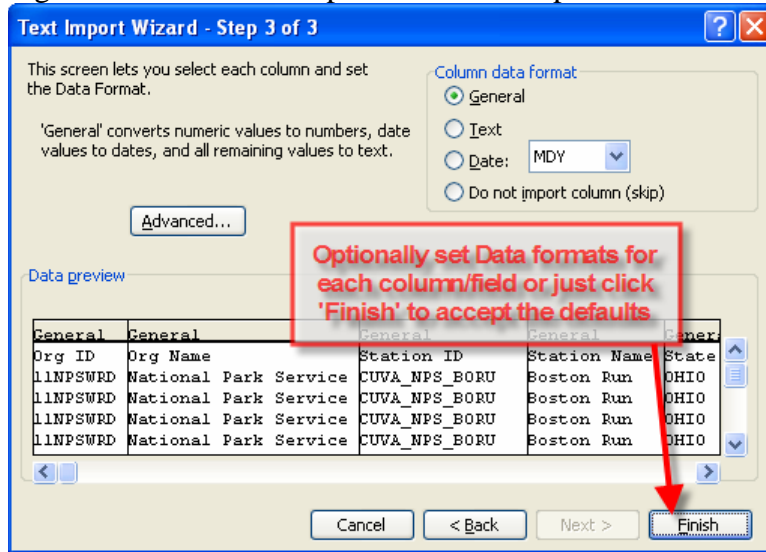 Text Import Wizard - Step 3 of 3
This screen lets you select each column and set
the Data Format.
'General' converts numeric values to numbers, date
values to dates, and all remaining values to text.
Advanced...
Column data format
General
Text
Date: MDY
Do not import column (skip)
Optionally set Data formats for
each column/field or just click
'Finish' to accept the defaults
Data preview
General General General General Gener
Org ID Org Name Station ID Station Name State
11NPSWRD National Park Service CUVA_NPS_BORU Boston Run OHIO
11NPSWRD National Park Service CUVA_NPS_BORU Boston Run OHIO
11NPSWRD National Park Service CUVA_NPS_BORU Boston Run OHIO
11NPSWRD National Park Service CUVA_NPS_BORU Boston Run OHIO
Cancel < Back Next > Finish